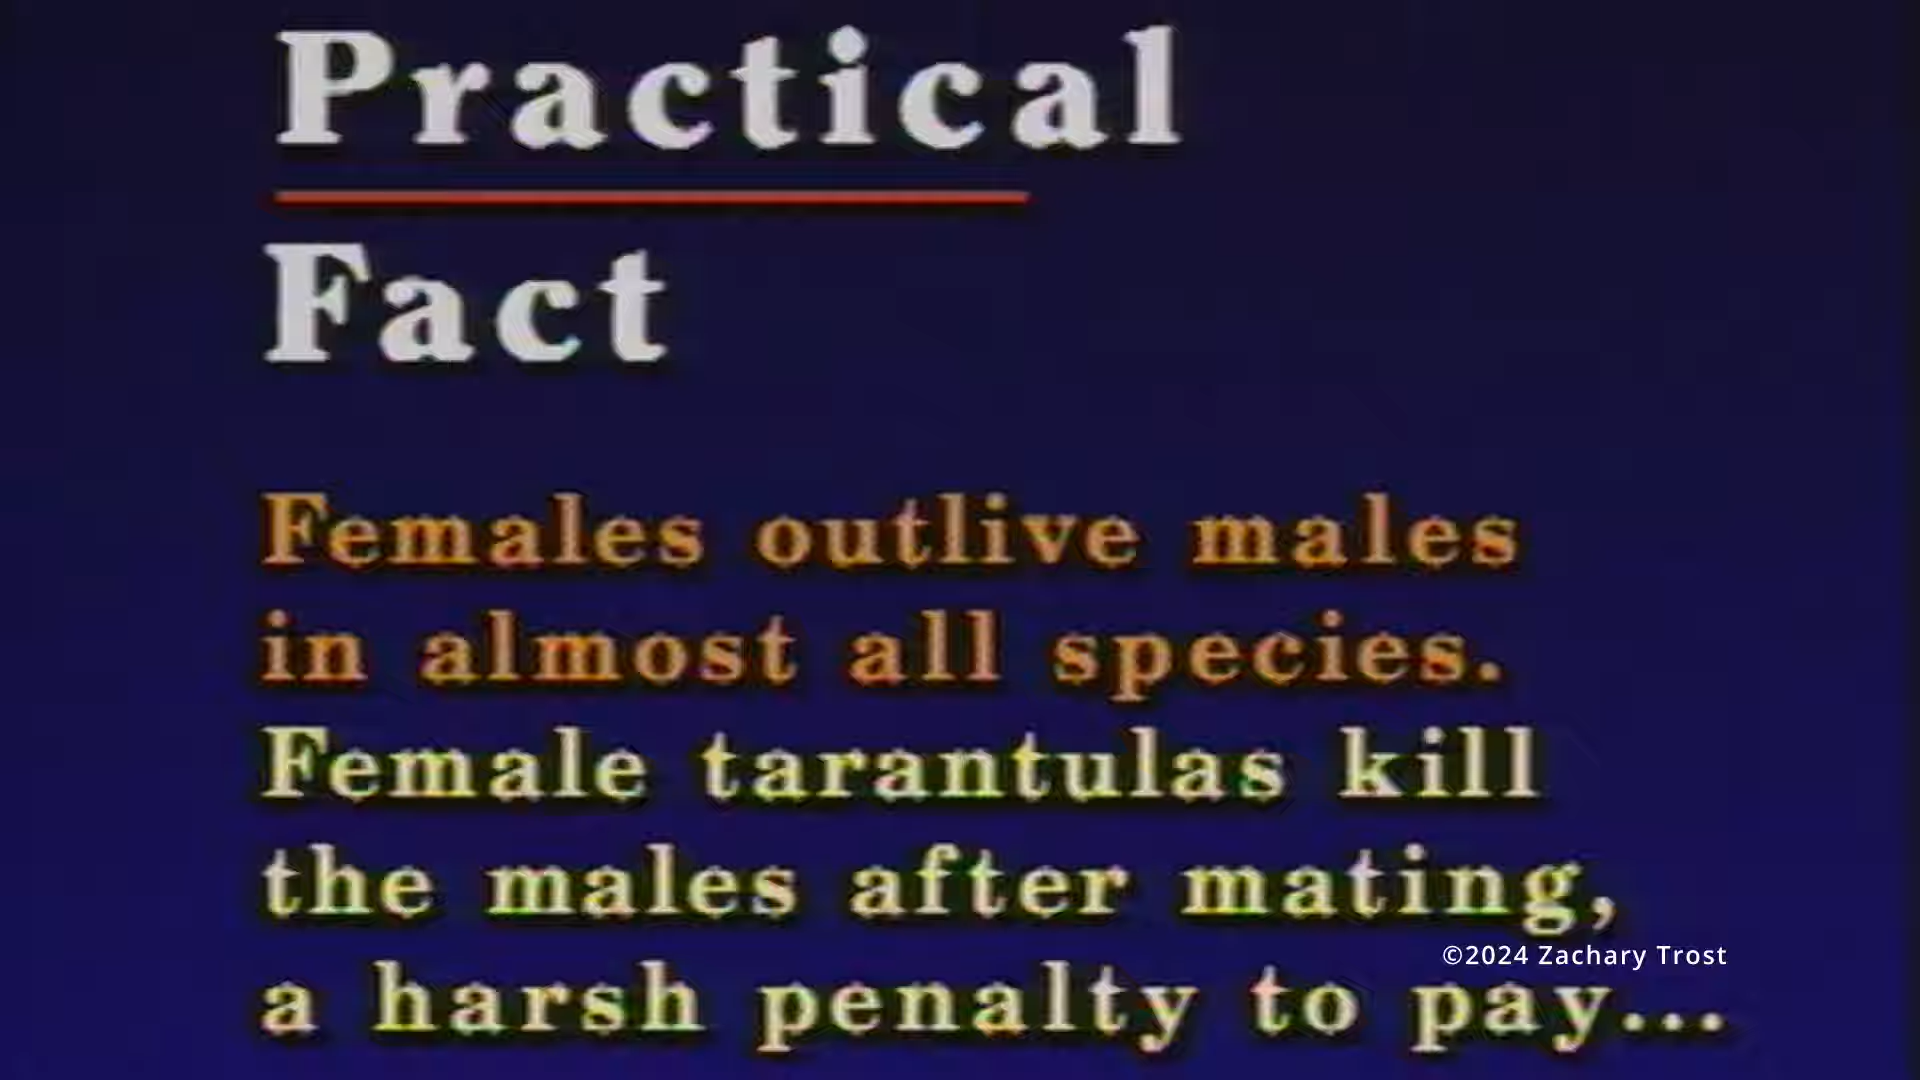 Practical
Fact
Females outlive males
in almost all species.
Female tarantulas kill
the males after mating,
©2024 Zachary Trost
a harsh penalty to pay...